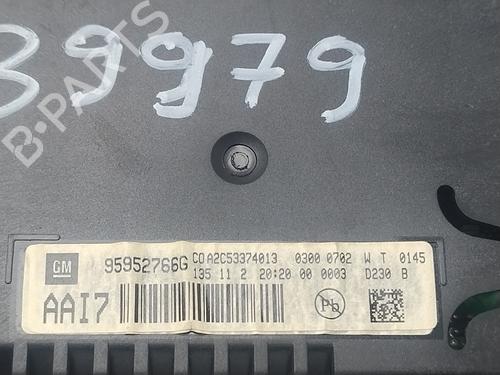 39979
B-PARTS
GM 95952766G CO A2C53374013 0300 0702 W T 0145
135 11 2 20:20 00 0003 D230 B
AAI7
Pb